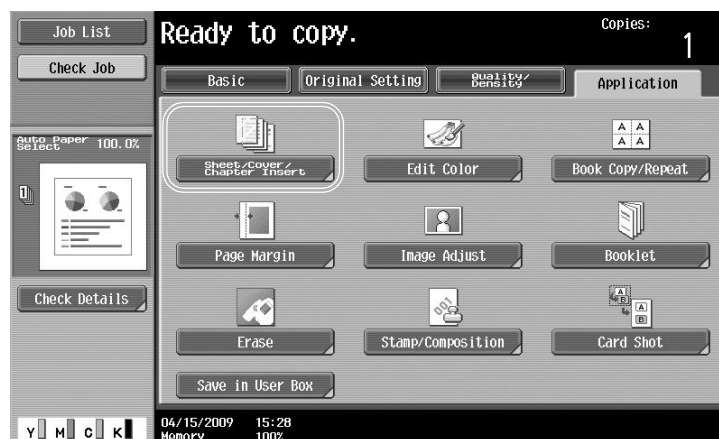 Job List
Ready to copy.
Copies:
1
Check Job
Basic
Original Setting
Quality/
Density
Application
Auto Paper
Select
100.0%
1
Sheet/Cover/
Chapter Insert
Edit Color
A A
A A
Book Copy/Repeat
Page Margin
Image Adjust
Booklet
Check Details
001
A
B
A
B
Erase
Stamp/Composition
Card Shot
Save in User Box
Y M C K
04/15/2009 15:28
Memory 100%